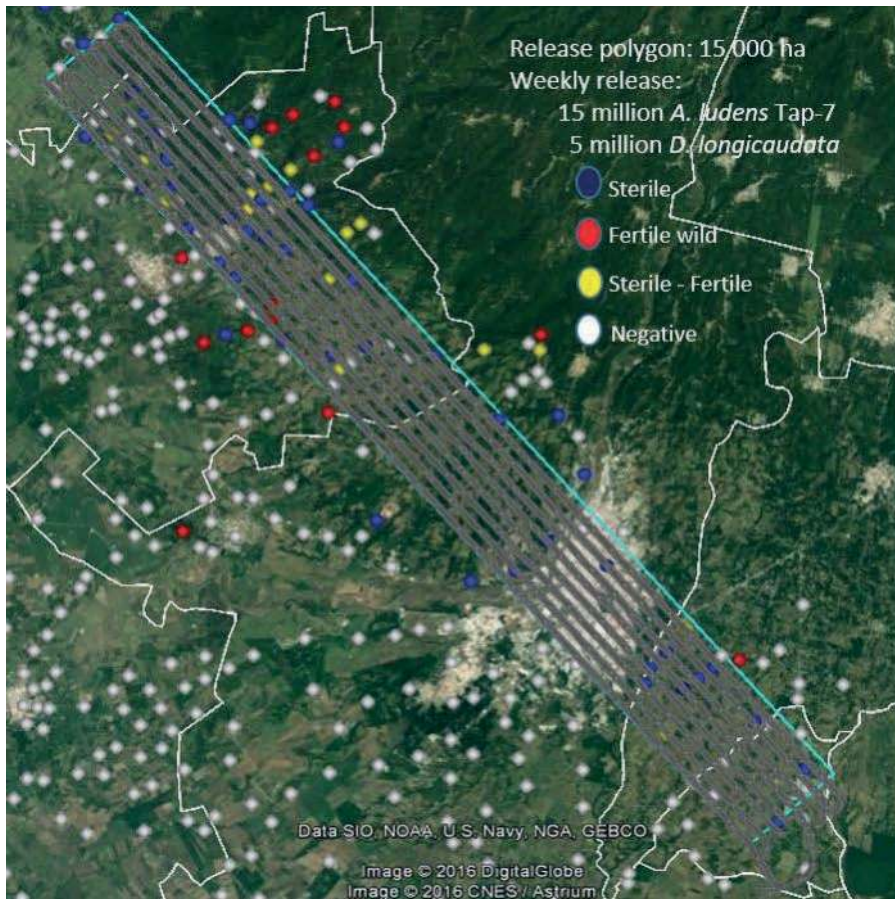 Release polygon: 15,000 ha
Weekly release:
15 million A. ludens Tap-7
5 million D. longicaudata
Sterile
Fertile wild
Sterile - Fertile
Negative
Data SIO, NOAA, U.S. Navy, NGA, GEBCO
Image © 2016 DigitalGlobe
Image © 2016 CNES / Astrium